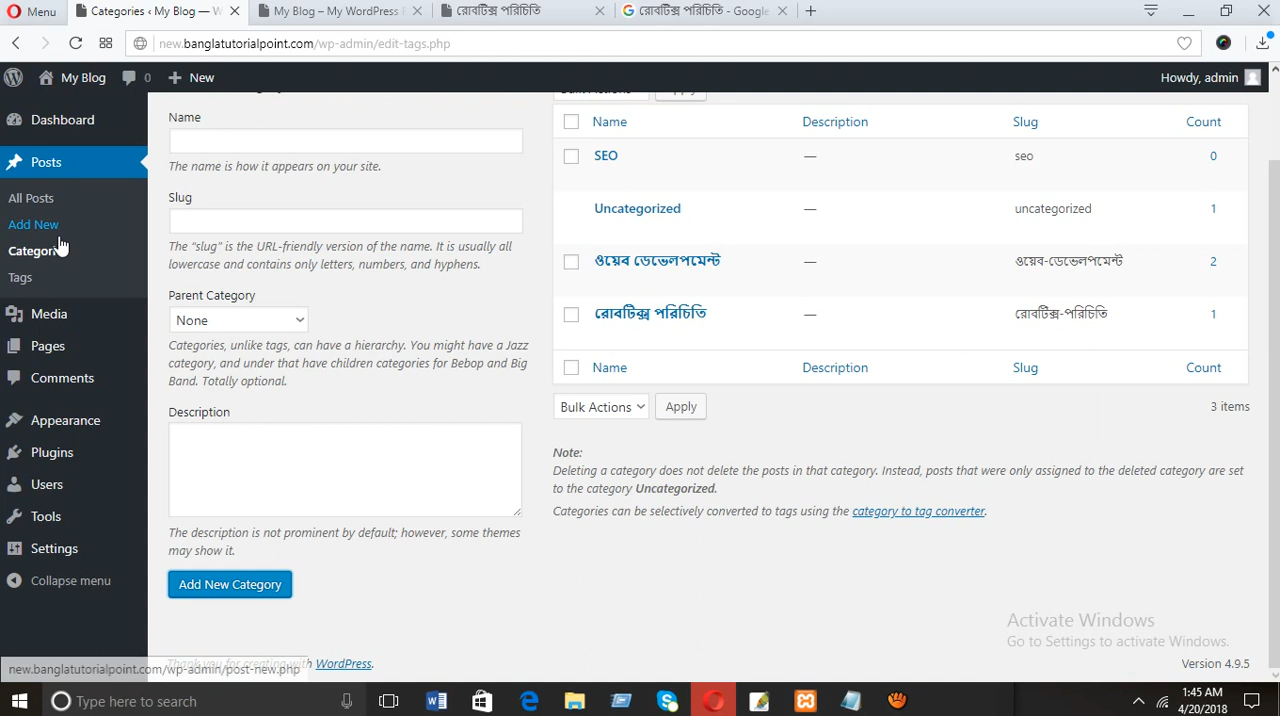 Menu
Categories ‹ My Blog — W
My Blog – My WordPress
রোবটিক্স পরিচিতি
রোবটিক্স পরিচিতি - Google
new.banglatutorialpoint.com/wp-admin/edit-tags.php
My Blog 0 New Howdy, admin
Dashboard
Posts
All Posts
Add New
Tags
Media
Pages
Comments
Appearance
Plugins
Users
Tools
Settings
Collapse menu
Name
The name is how it appears on your site.
Slug
The "slug" is the URL-friendly version of the name. It is usually all
lowercase and contains only letters, numbers, and hyphens.
Parent Category
None
Categories, unlike tags, can have a hierarchy. You might have a Jazz
category, and under that have children categories for Bebop and Big
Band. Totally optional.
Description
The description is not prominent by default; however, some themes
may show it.
Add New Category
Name Description Slug Count
SEO — seo 0
Uncategorized — uncategorized 1
ওয়েব ডেভেলপমেন্ট — ওয়েব-ডেভেলপমেন্ট 2
রোবটিক্স পরিচিতি — রোবটিক্স-পরিচিতি 1
Name Description Slug Count
Bulk Actions Apply 3 items
Note:
Deleting a category does not delete the posts in that category. Instead, posts that were only assigned to the deleted category are set
to the category Uncategorized.
Categories can be selectively converted to tags using the category to tag converter.
Activate Windows
Go to Settings to activate Windows.
Thank you for creating with WordPress.
Version 4.9.5
new.banglatutorialpoint.com/wp-admin/post-new.php
Type here to search
1:45 AM
4/20/2018